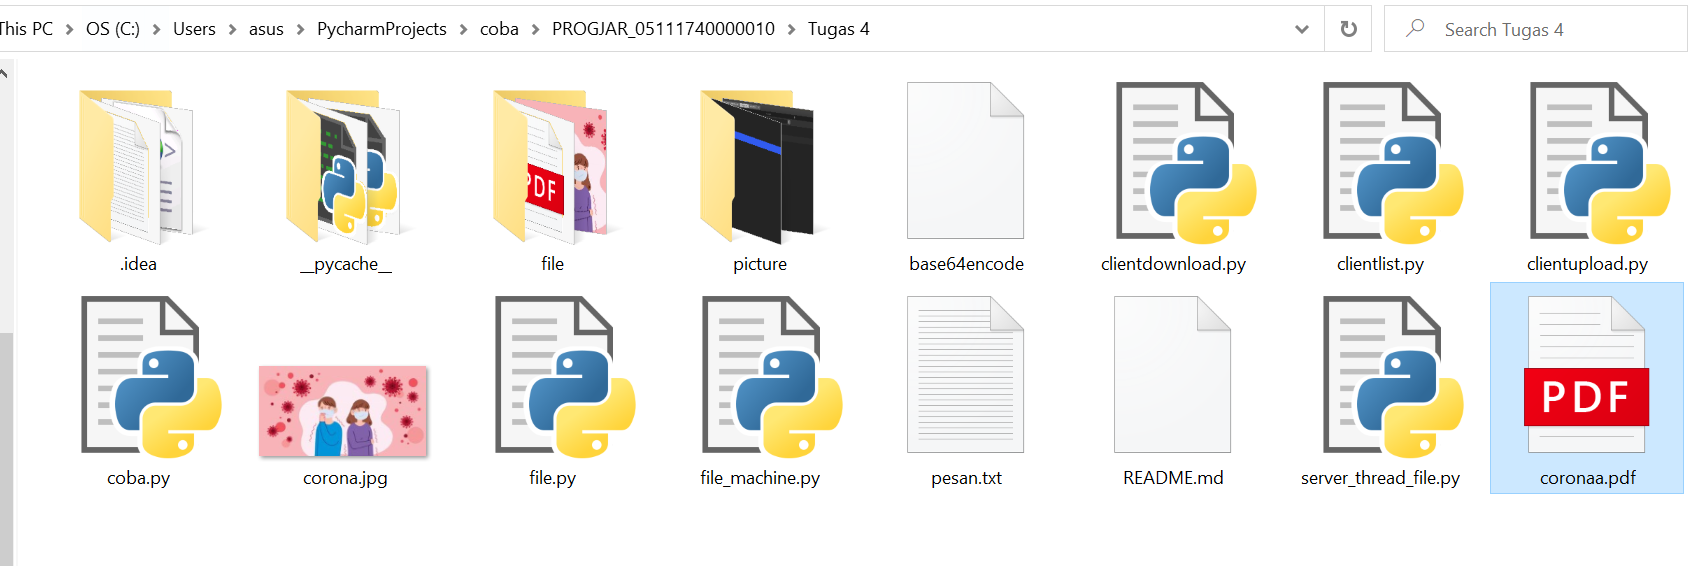 This PC > OS (C:) > Users > asus > PycharmProjects > coba > PROGJAR_05111740000010 > Tugas 4
Search Tugas 4
PDF
.idea
__pycache__
file
picture
base64encode
clientdownload.py
clientlist.py
clientupload.py
PDF
coba.py
corona.jpg
file.py
file_machine.py
pesan.txt
README.md
server_thread_file.py
coronaa.pdf